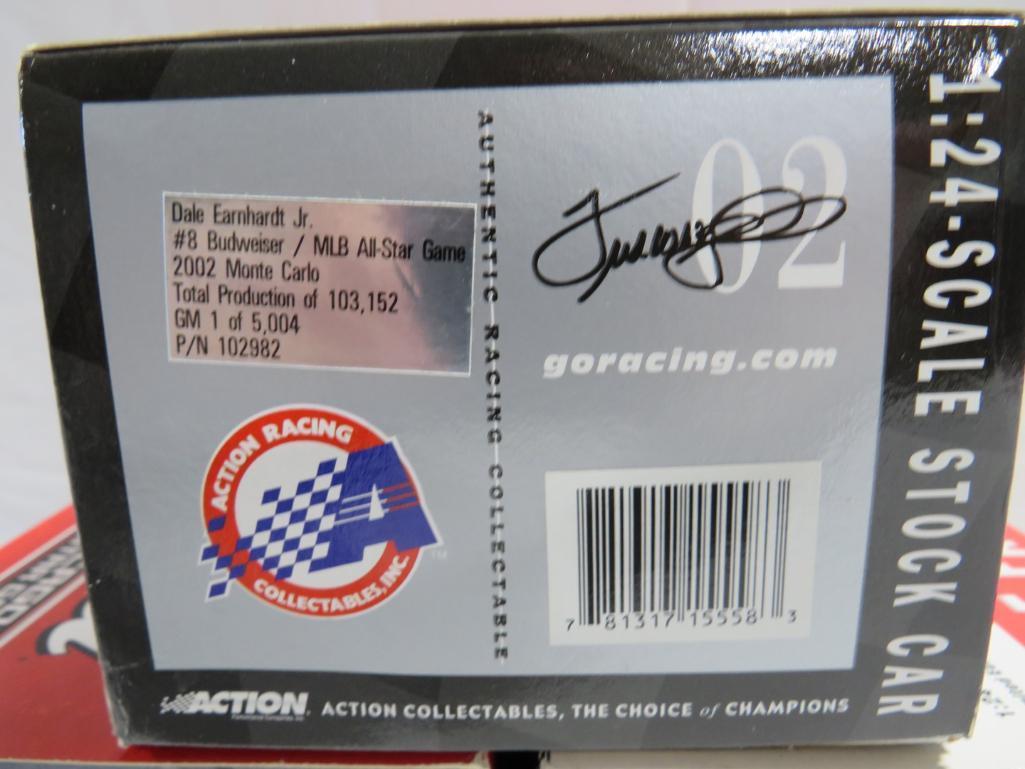 Dale Earnhardt Jr.
#8 Budweiser / MLB All-Star Game
2002 Monte Carlo
Total Production of 103,152
GM 1 of 5,004
P/N 102982
ACTION RACING
COLLECTABLES, INC.
TM
AUTHENTIC RACING COLLECTABLE
02
goracing.com
7 81317 15558 3
1:24-SCALE STOCK CAR
ACTION
ACTION COLLECTABLES, THE CHOICE of CHAMPIONS